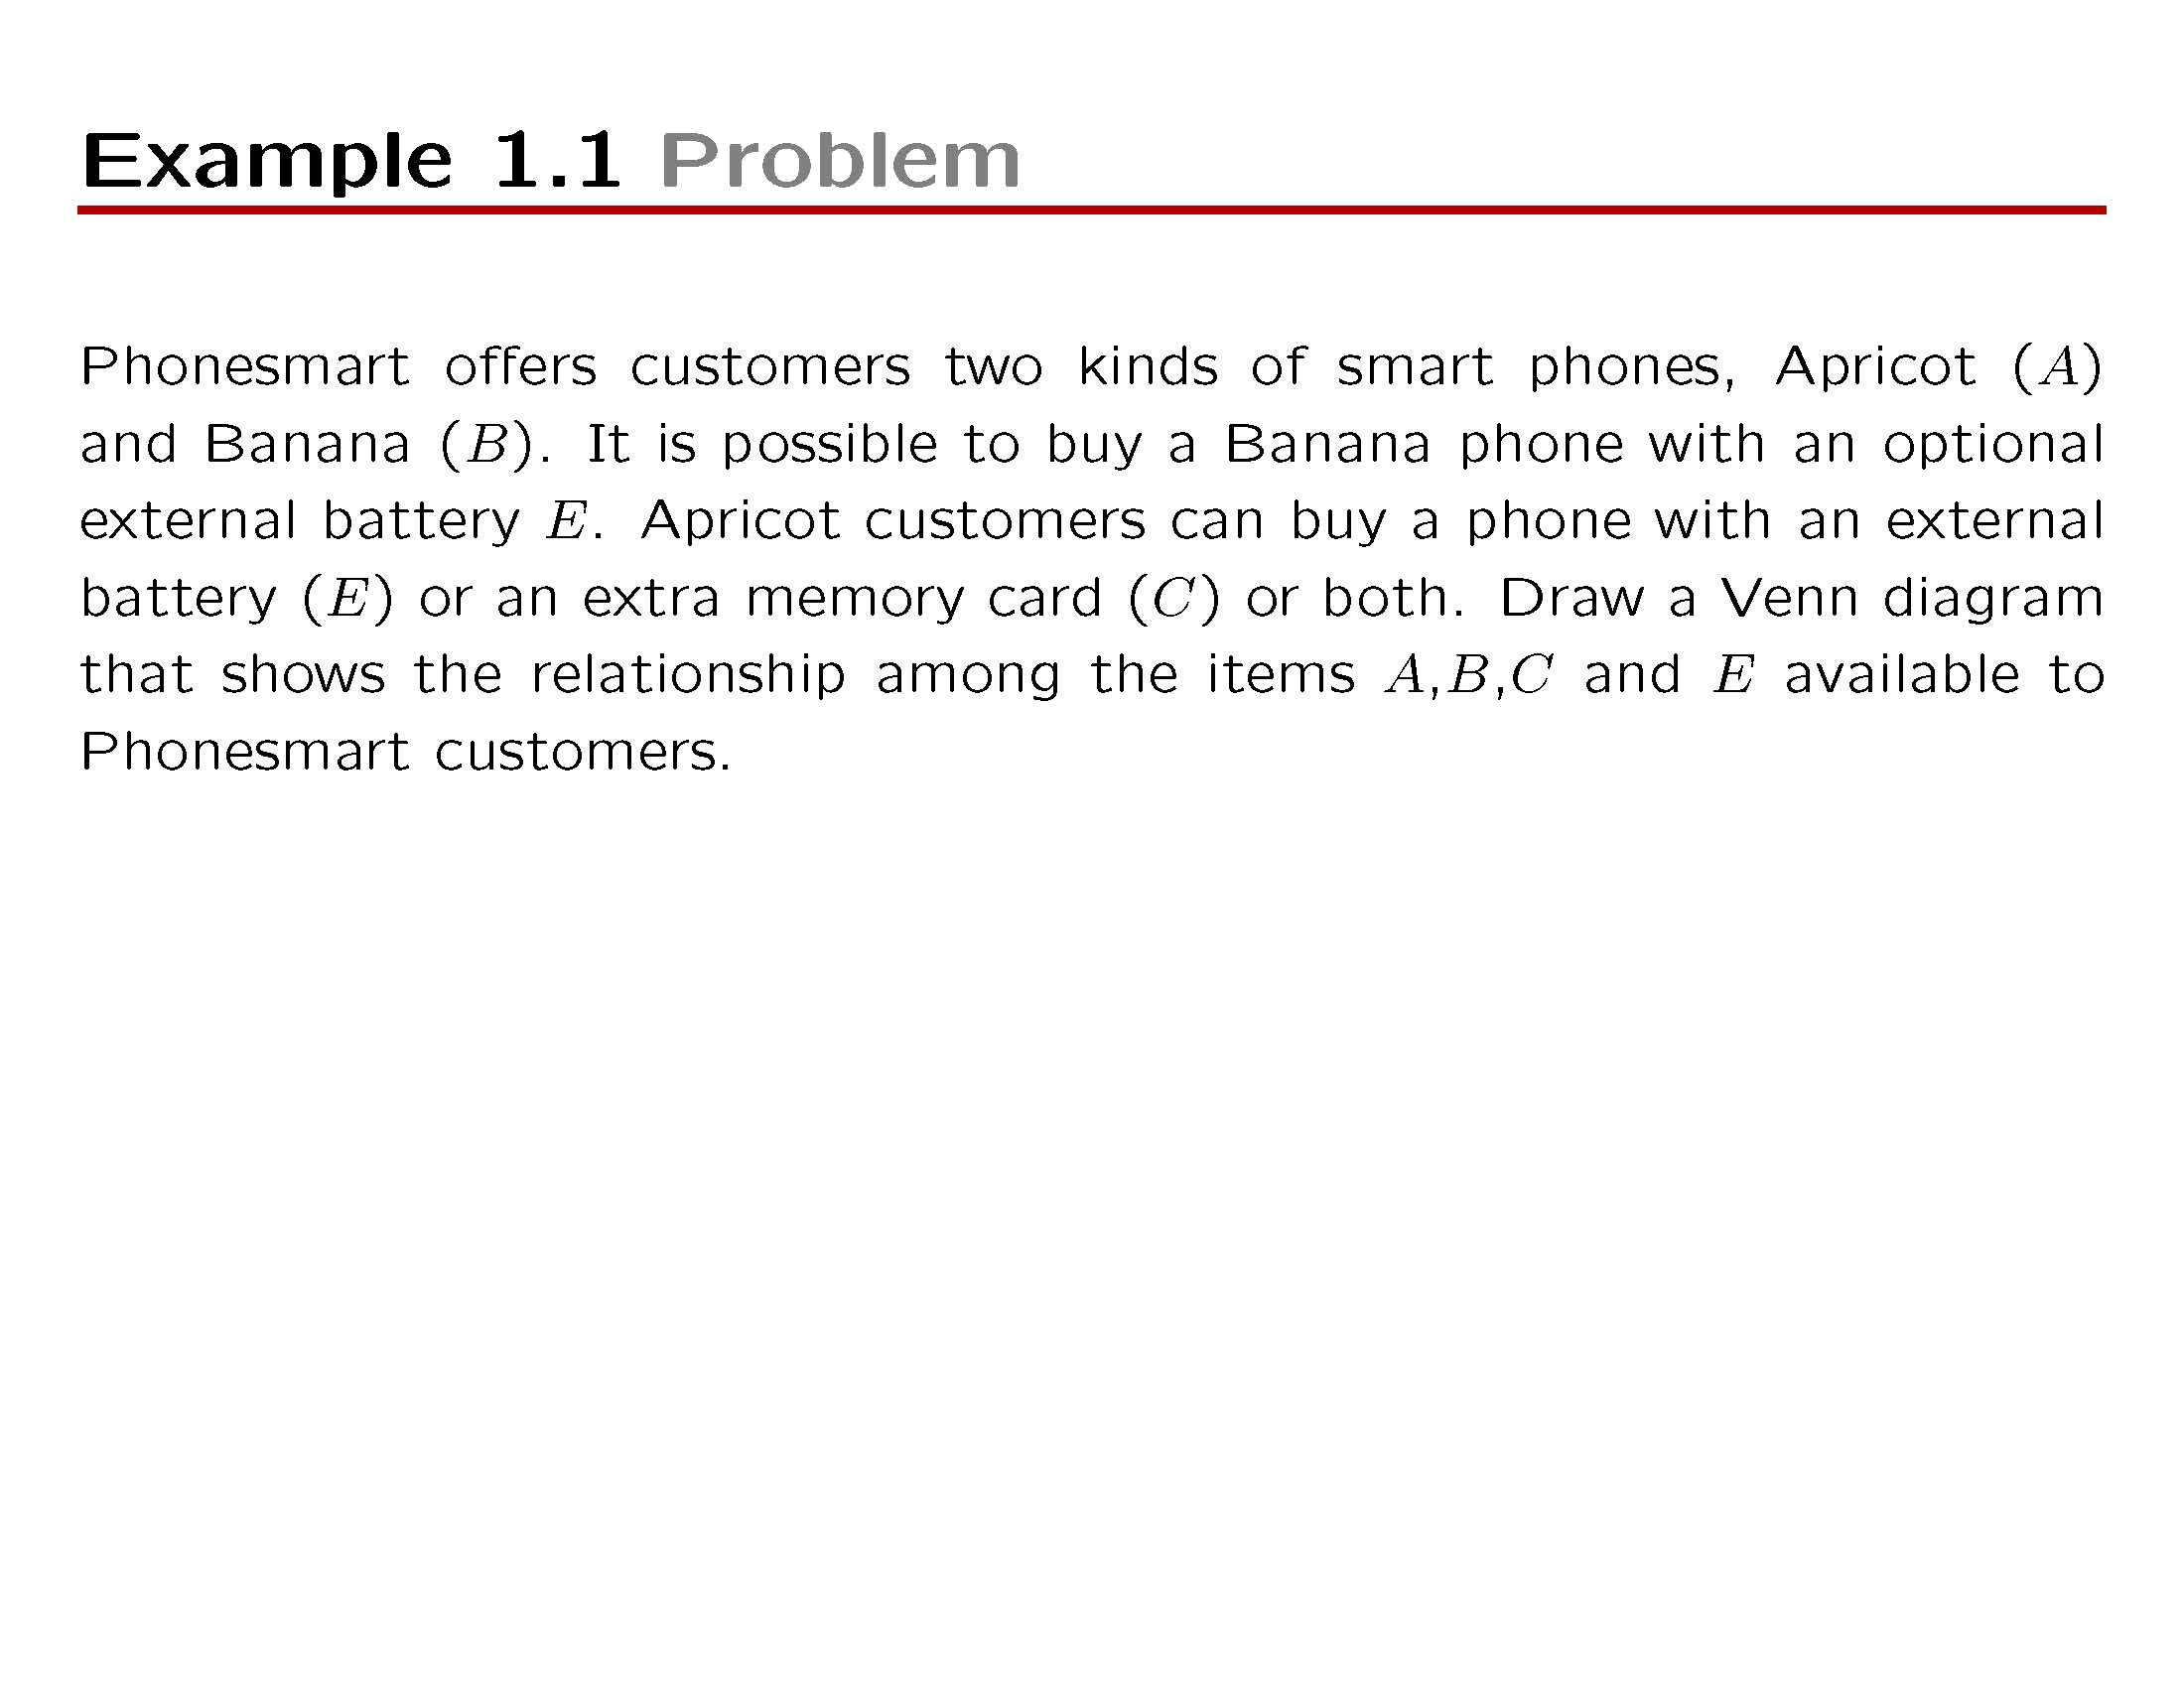 Example 1.1 Problem
Phonesmart offers customers two kinds of smart phones, Apricot (A)
and Banana (B). It is possible to buy a Banana phone with an optional
external battery E. Apricot customers can buy a phone with an external
battery (E) or an extra memory card (C) or both. Draw a Venn diagram
that shows the relationship among the items A,B,C and E available to
Phonesmart customers.